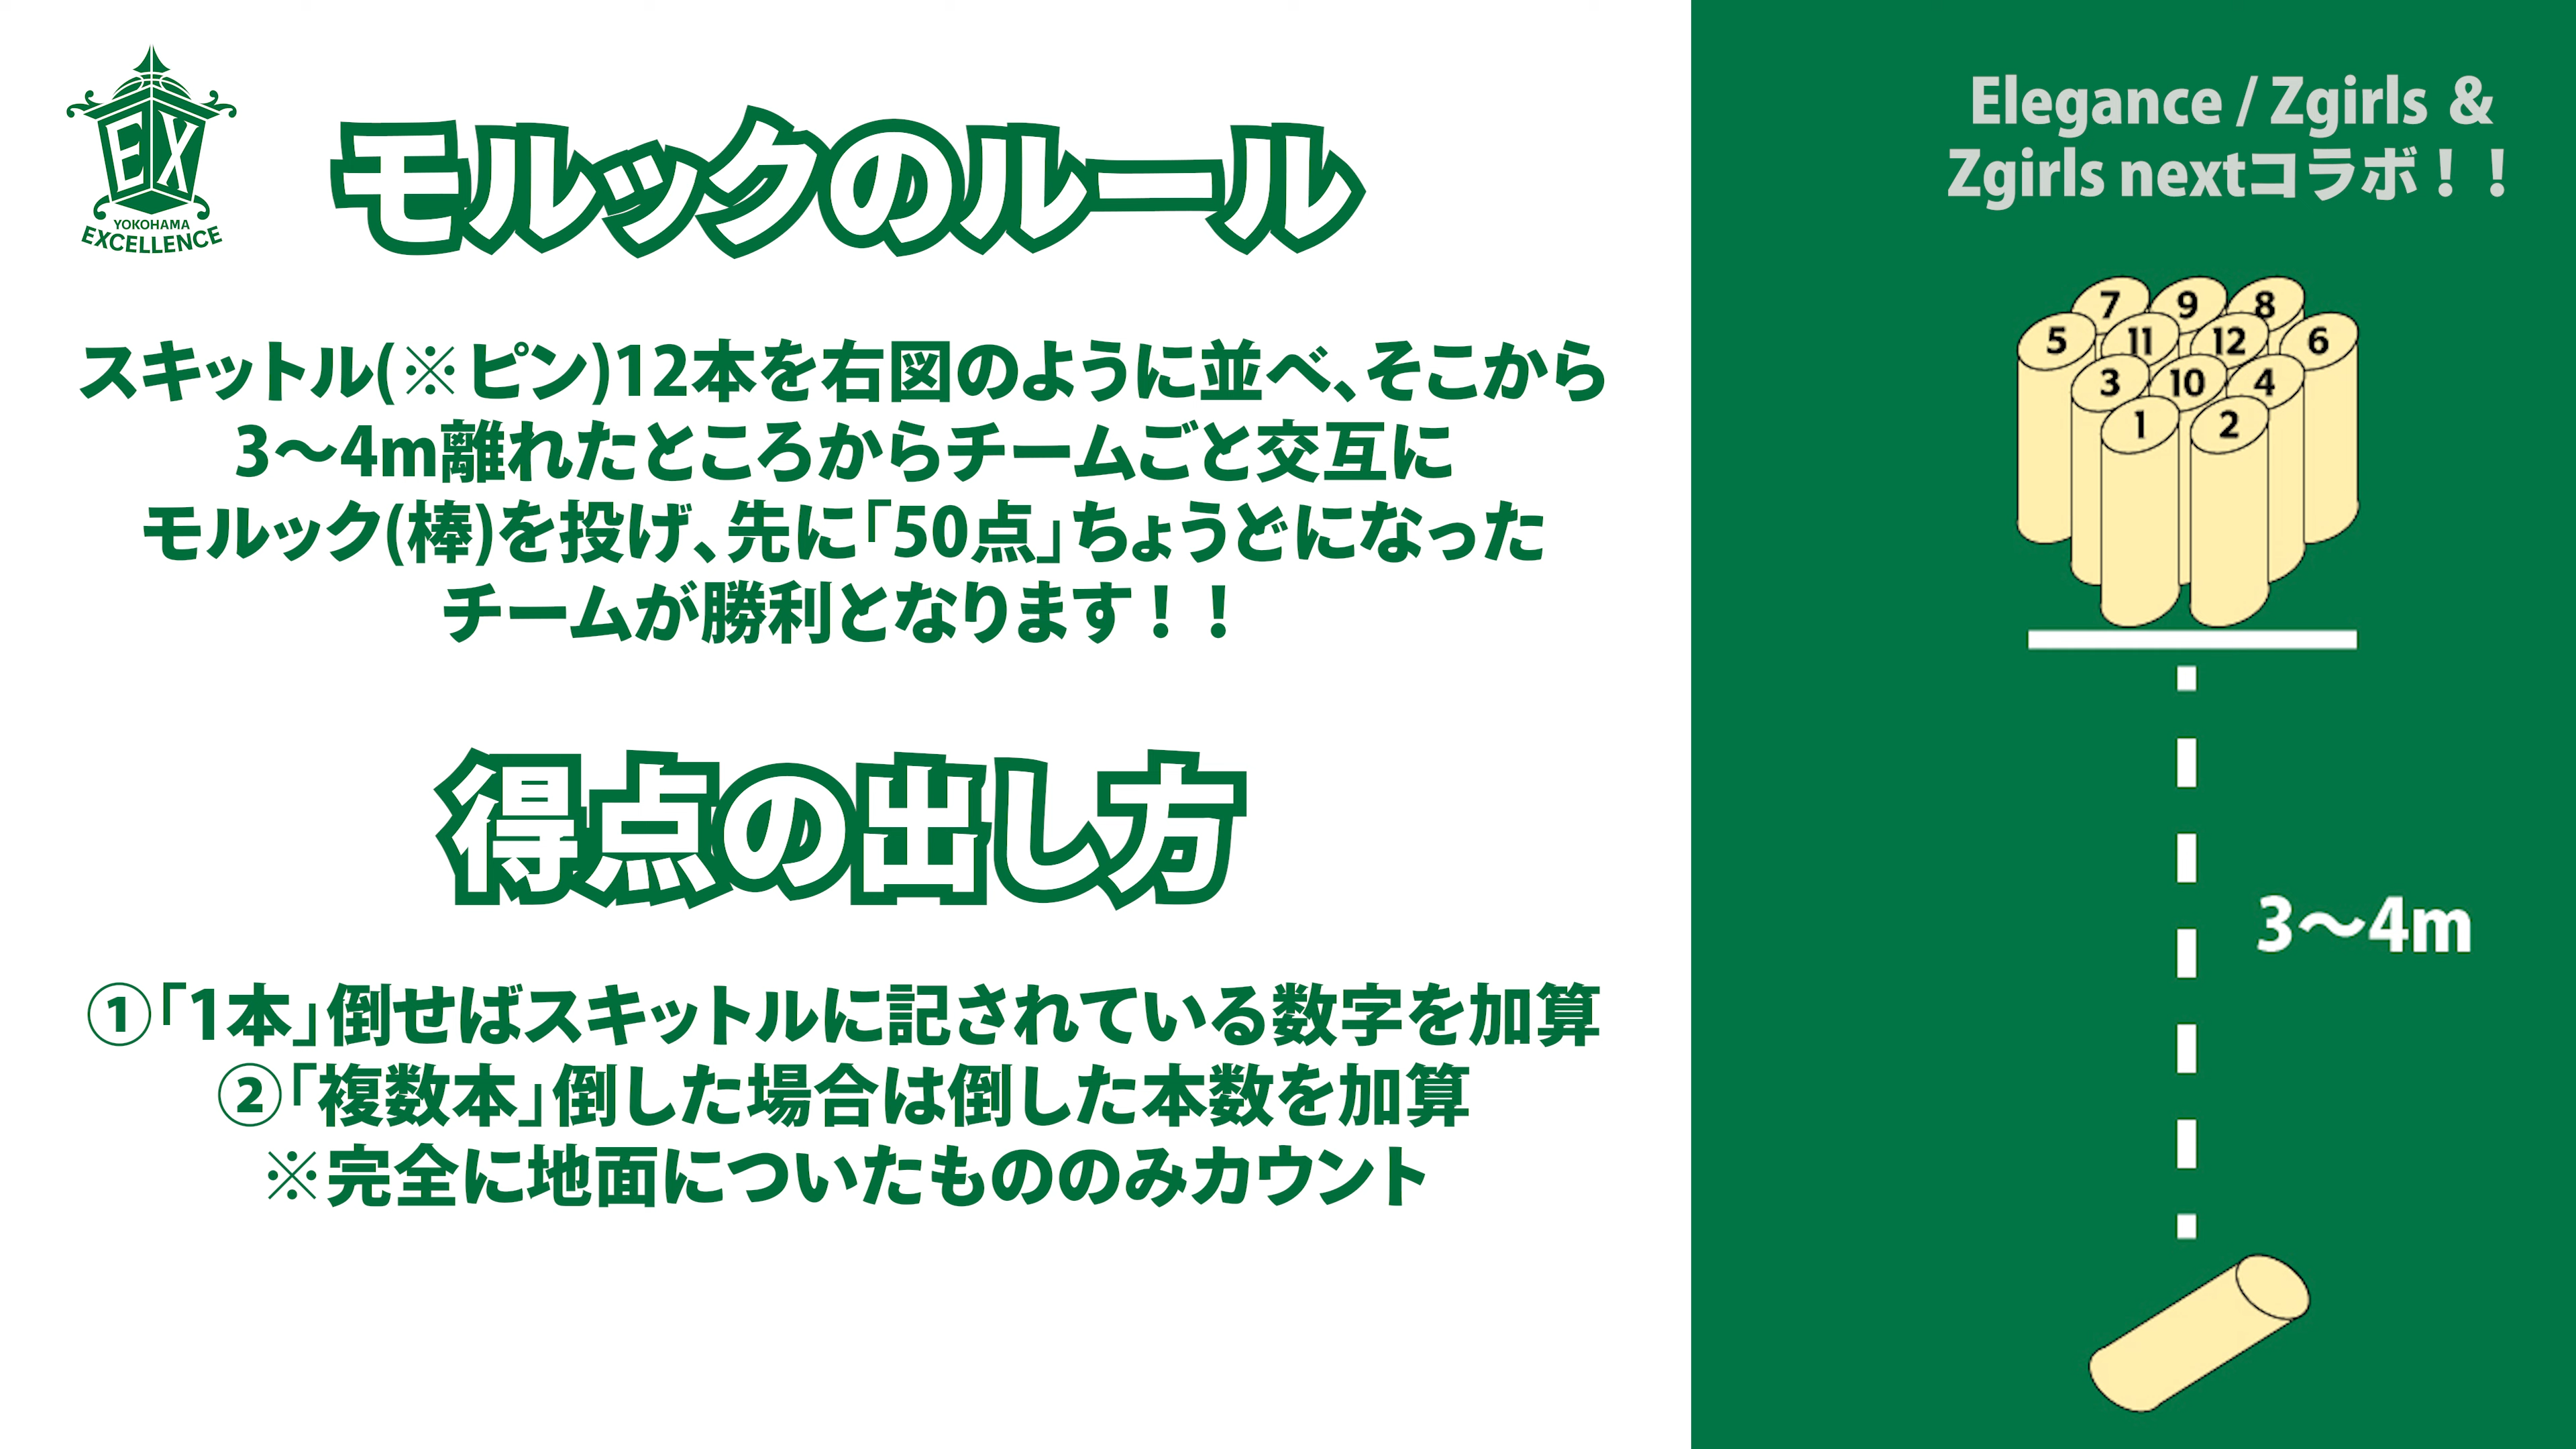 EX
YOKOHAMA
EXCELLENCE
モルックのルール
スキットル(※ピン)12本を右図のように並べ、そこから
3～4m離れたところからチームごと交互に
モルック(棒)を投げ、先に「50点」ちょうどになった
チームが勝利となります！！
得点の出し方
①「1本」倒せばスキットルに記されている数字を加算
②「複数本」倒した場合は倒した本数を加算
※完全に地面についたもののみカウント
Elegance / Zgirls &
Zgirls nextコラボ！！
7 9 8
5 11 12 6
3 10 4
1 2
3～4m